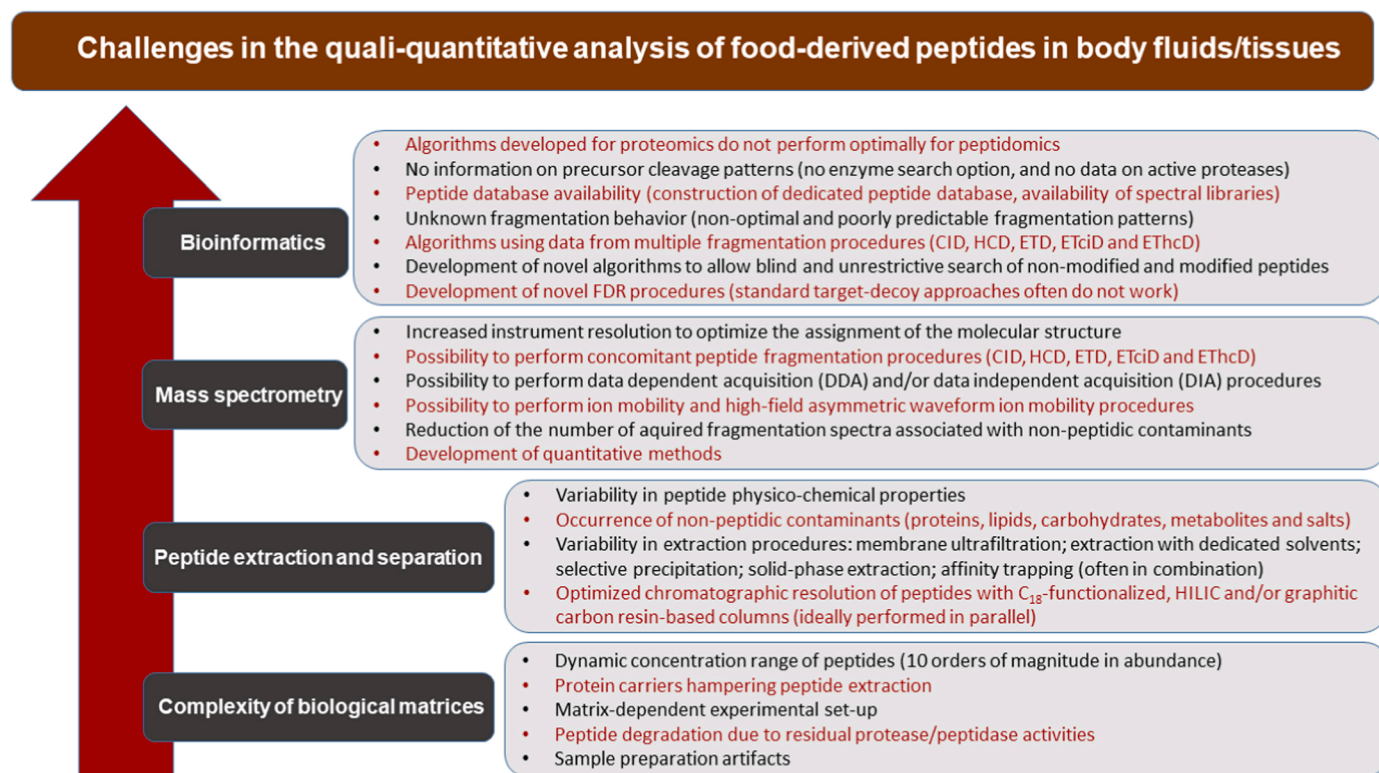 Challenges in the quali-quantitative analysis of food-derived peptides in body fluids/tissues
Bioinformatics
• Algorithms developed for proteomics do not perform optimally for peptidomics
• No information on precursor cleavage patterns (no enzyme search option, and no data on active proteases)
• Peptide database availability (construction of dedicated peptide database, availability of spectral libraries)
• Unknown fragmentation behavior (non-optimal and poorly predictable fragmentation patterns)
• Algorithms using data from multiple fragmentation procedures (CID, HCD, ETD, ETciD and EThcD)
• Development of novel algorithms to allow blind and unrestrictive search of non-modified and modified peptides
• Development of novel FDR procedures (standard target-decoy approaches often do not work)
Mass spectrometry
• Increased instrument resolution to optimize the assignment of the molecular structure
• Possibility to perform concomitant peptide fragmentation procedures (CID, HCD, ETD, ETciD and EThcD)
• Possibility to perform data dependent acquisition (DDA) and/or data independent acquisition (DIA) procedures
• Possibility to perform ion mobility and high-field asymmetric waveform ion mobility procedures
• Reduction of the number of aquired fragmentation spectra associated with non-peptidic contaminants
• Development of quantitative methods
Peptide extraction and separation
• Variability in peptide physico-chemical properties
• Occurrence of non-peptidic contaminants (proteins, lipids, carbohydrates, metabolites and salts)
• Variability in extraction procedures: membrane ultrafiltration; extraction with dedicated solvents;
selective precipitation; solid-phase extraction; affinity trapping (often in combination)
• Optimized chromatographic resolution of peptides with C₁₈-functionalized, HILIC and/or graphitic
carbon resin-based columns (ideally performed in parallel)
Complexity of biological matrices
• Dynamic concentration range of peptides (10 orders of magnitude in abundance)
• Protein carriers hampering peptide extraction
• Matrix-dependent experimental set-up
• Peptide degradation due to residual protease/peptidase activities
• Sample preparation artifacts